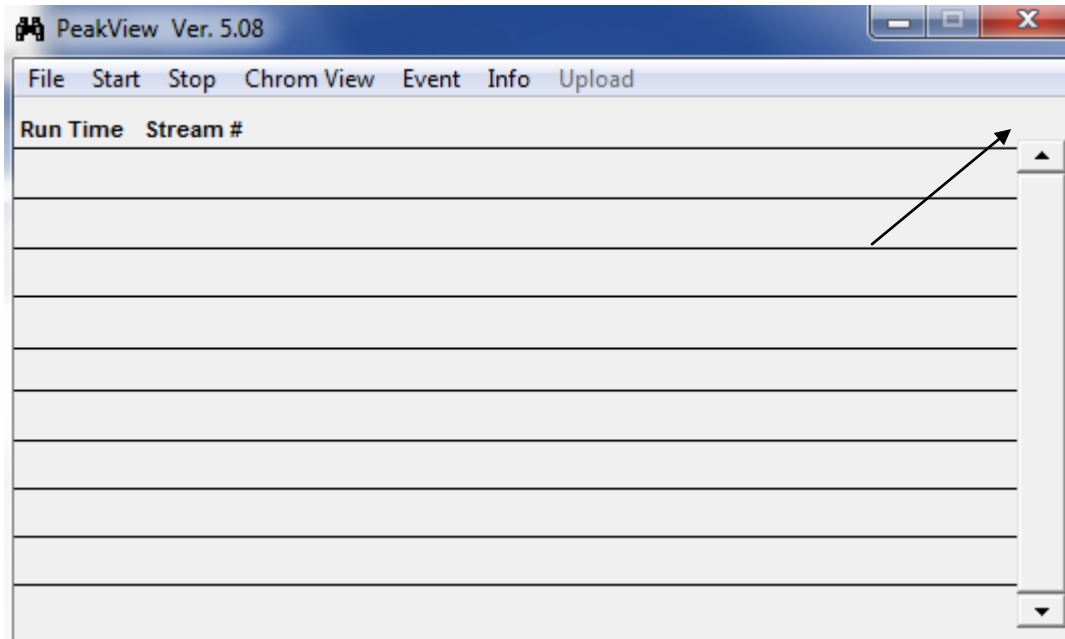 PeakView Ver. 5.08
File Start Stop Chrom View Event Info Upload
Run Time Stream #